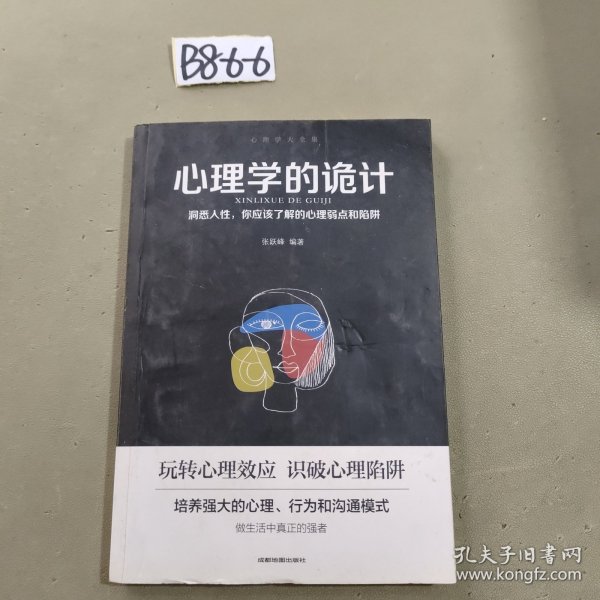 B8-6-6
心理学大全集
心理学的诡计
XINLIXUE DE GUIJI
洞悉人性，你应该了解的心理弱点和陷阱
张跃峰 编著
玩转心理效应 识破心理陷阱
培养强大的心理、行为和沟通模式
做生活中真正的强者
成都地图出版社
孔夫子旧书网
www.kongfz.com